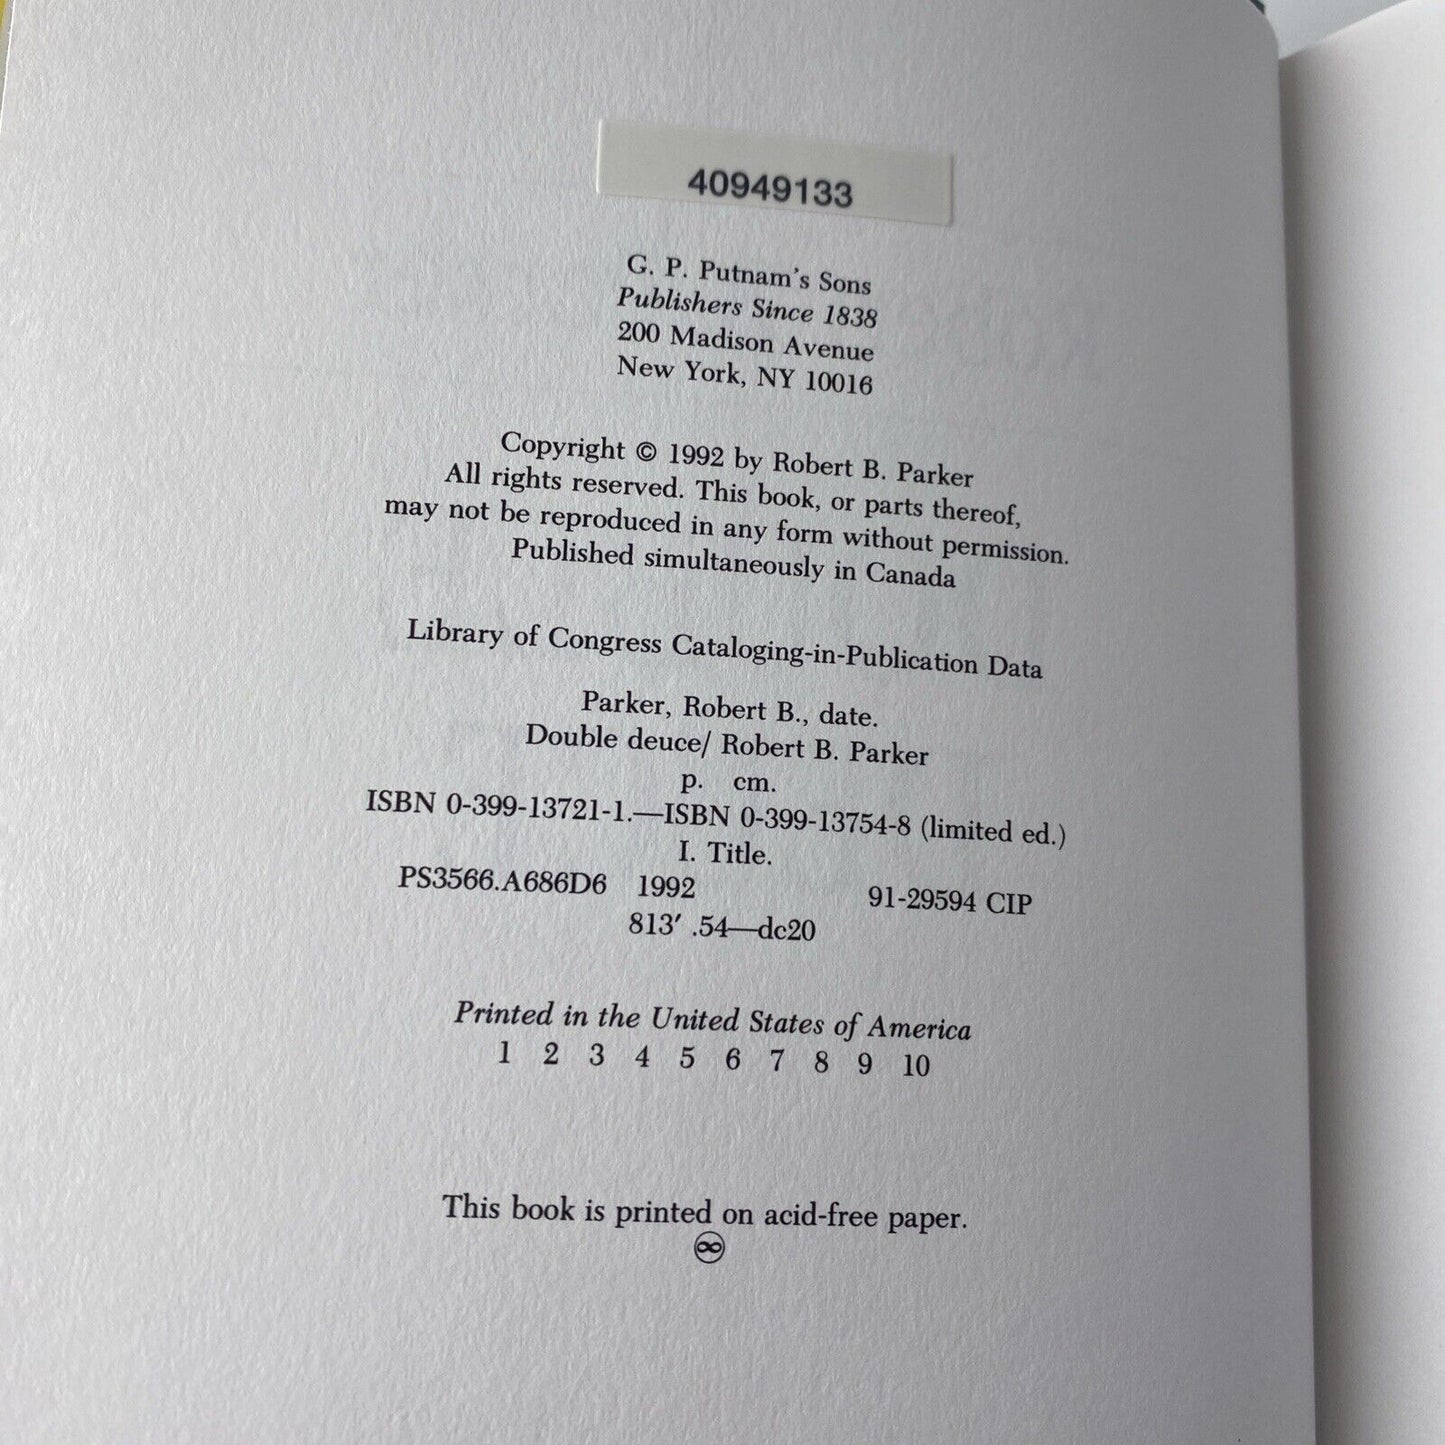 40949133
G. P. Putnam's Sons
Publishers Since 1838
200 Madison Avenue
New York, NY 10016
Copyright © 1992 by Robert B. Parker
All rights reserved. This book, or parts thereof,
may not be reproduced in any form without permission.
Published simultaneously in Canada
Library of Congress Cataloging-in-Publication Data
Parker, Robert B., date.
Double deuce/ Robert B. Parker
p. cm.
ISBN 0-399-13721-1.—ISBN 0-399-13754-8 (limited ed.)
I. Title.
PS3566.A686D6 1992 91-29594 CIP
813′ .54—dc20
Printed in the United States of America
1 2 3 4 5 6 7 8 9 10
This book is printed on acid-free paper.
♾